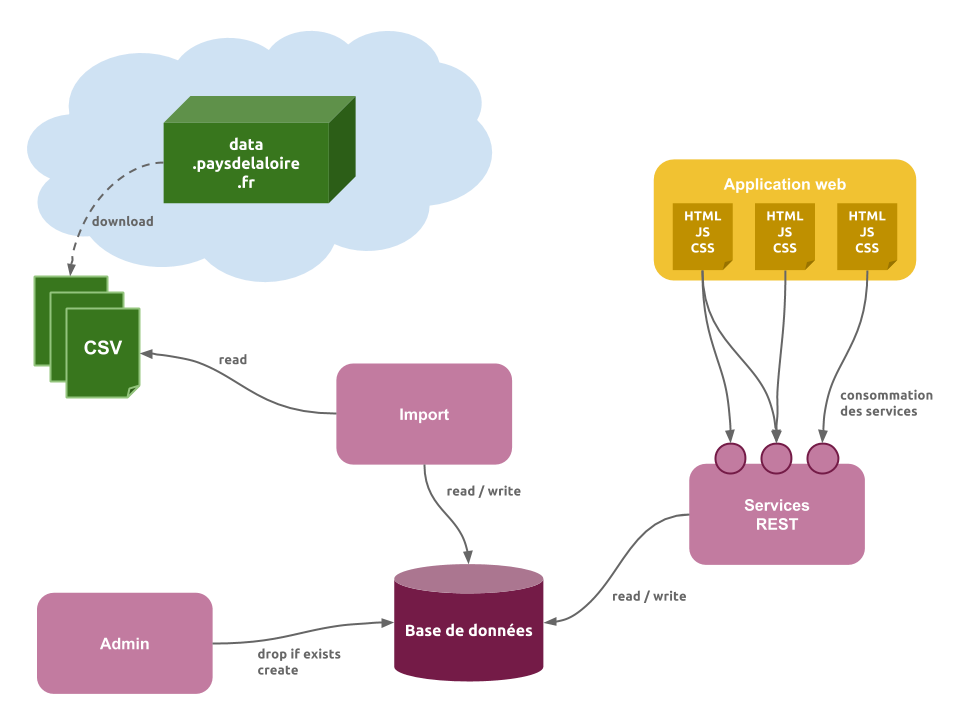 data
.paysdelaloire
.fr
download
CSV
read
Import
read / write
Admin
drop if exists
create
Base de données
Application web
HTML
JS
CSS
HTML
JS
CSS
HTML
JS
CSS
consommation
des services
Services
REST
read / write